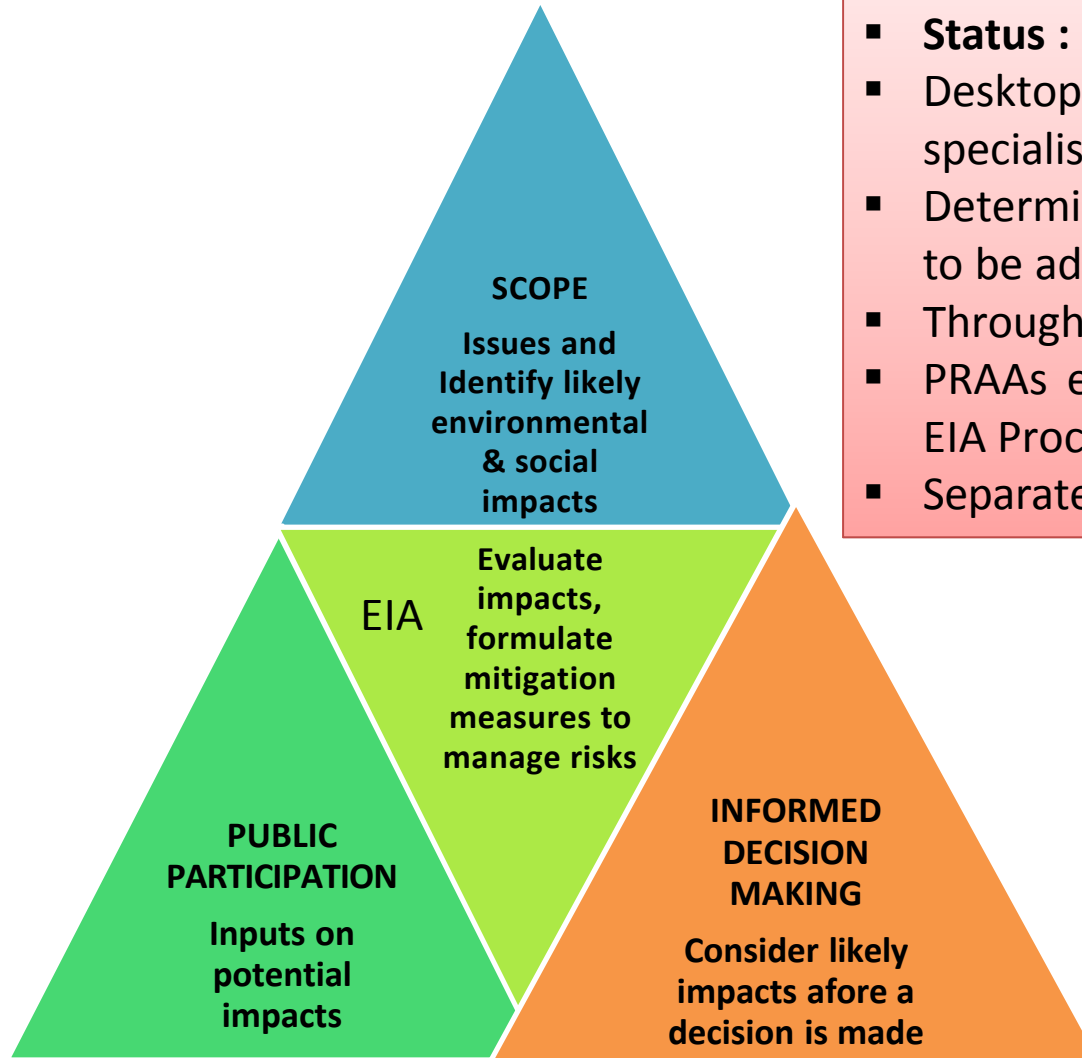 SCOPE
Issues and
Identify likely
environmental
& social
impacts
EIA
Evaluate
impacts,
formulate
mitigation
measures to
manage risks
PUBLIC
PARTICIPATION
Inputs on
potential
impacts
INFORMED
DECISION
MAKING
Consider likely
impacts afore a
decision is made
▪ Status :
▪ Desktop
specialis
▪ Determi
to be ad
▪ Through
▪ PRAAs e
EIA Proc
▪ Separate